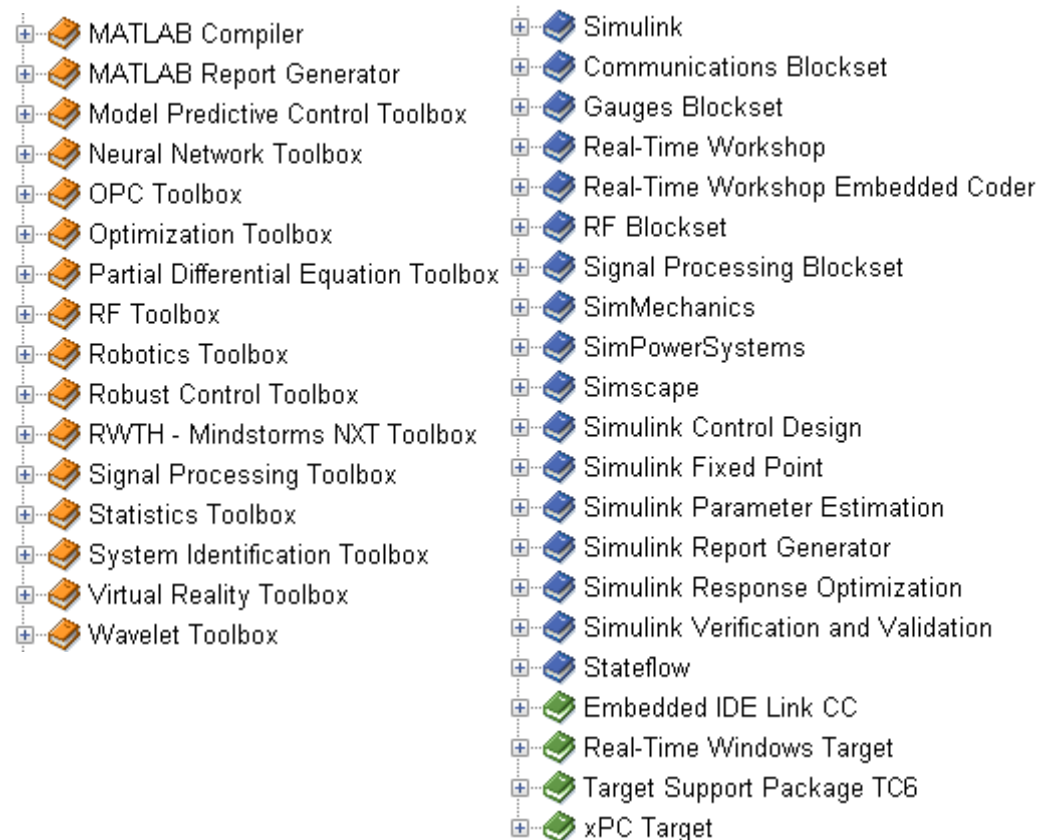 MATLAB Compiler
MATLAB Report Generator
Model Predictive Control Toolbox
Neural Network Toolbox
OPC Toolbox
Optimization Toolbox
Partial Differential Equation Toolbox
RF Toolbox
Robotics Toolbox
Robust Control Toolbox
RWTH - Mindstorms NXT Toolbox
Signal Processing Toolbox
Statistics Toolbox
System Identification Toolbox
Virtual Reality Toolbox
Wavelet Toolbox
Simulink
Communications Blockset
Gauges Blockset
Real-Time Workshop
Real-Time Workshop Embedded Coder
RF Blockset
Signal Processing Blockset
SimMechanics
SimPowerSystems
Simscape
Simulink Control Design
Simulink Fixed Point
Simulink Parameter Estimation
Simulink Report Generator
Simulink Response Optimization
Simulink Verification and Validation
Stateflow
Embedded IDE Link CC
Real-Time Windows Target
Target Support Package TC6
xPC Target